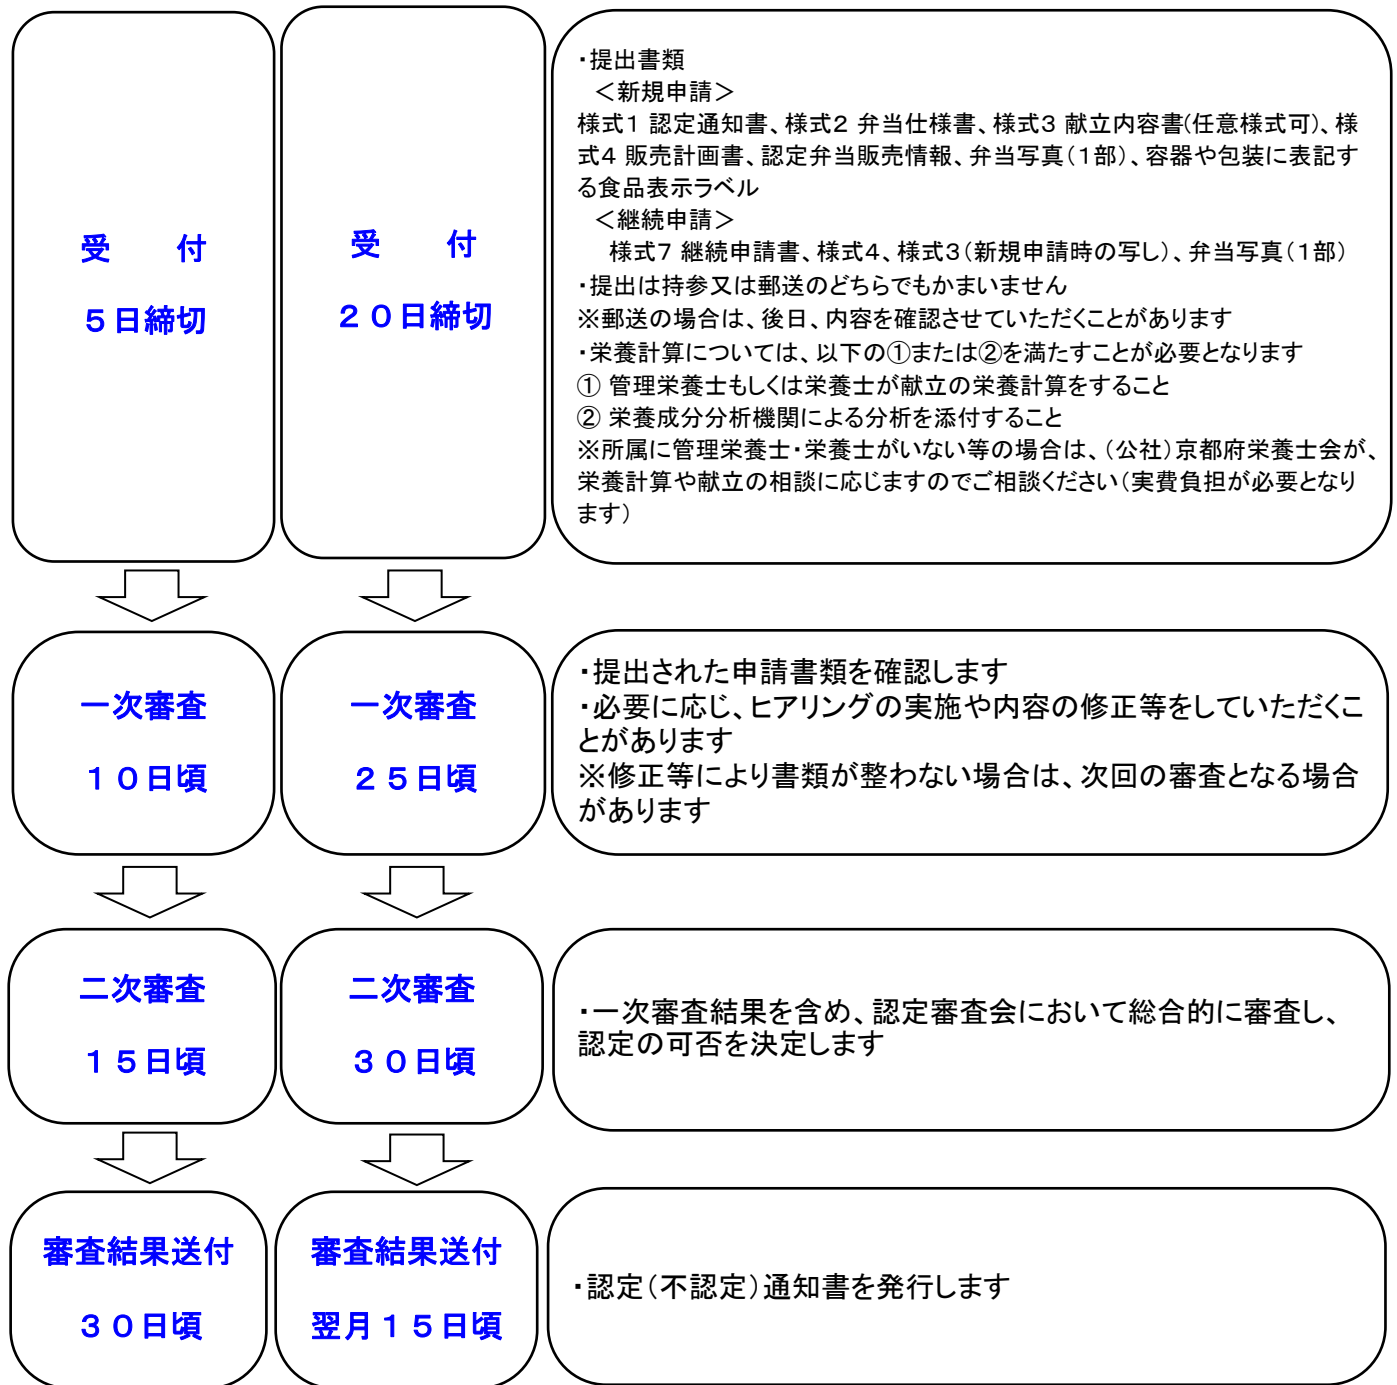 受　付
５日締切
受　付
２０日締切
・提出書類
＜新規申請＞
様式１ 認定通知書、様式２ 弁当仕様書、様式３ 献立内容書(任意様式可)、様
式４ 販売計画書、認定弁当販売情報、弁当写真（１部）、容器や包装に表記す
る食品表示ラベル
＜継続申請＞
様式７ 継続申請書、様式４、様式３（新規申請時の写し）、弁当写真（１部）
・提出は持参又は郵送のどちらでもかまいません
※郵送の場合は、後日、内容を確認させていただくことがあります
・栄養計算については、以下の①または②を満たすことが必要となります
① 管理栄養士もしくは栄養士が献立の栄養計算をすること
② 栄養成分分析機関による分析を添付すること
※所属に管理栄養士・栄養士がいない等の場合は、（公社）京都府栄養士会が、
栄養計算や献立の相談に応じますのでご相談ください（実費負担が必要となり
ます）
一次審査
１０日頃
一次審査
２５日頃
・提出された申請書類を確認します
・必要に応じ、ヒアリングの実施や内容の修正等をしていただくこ
とがあります
※修正等により書類が整わない場合は、次回の審査となる場合
があります
二次審査
１５日頃
二次審査
３０日頃
・一次審査結果を含め、認定審査会において総合的に審査し、
認定の可否を決定します
審査結果送付
３０日頃
審査結果送付
翌月１５日頃
・認定（不認定）通知書を発行します